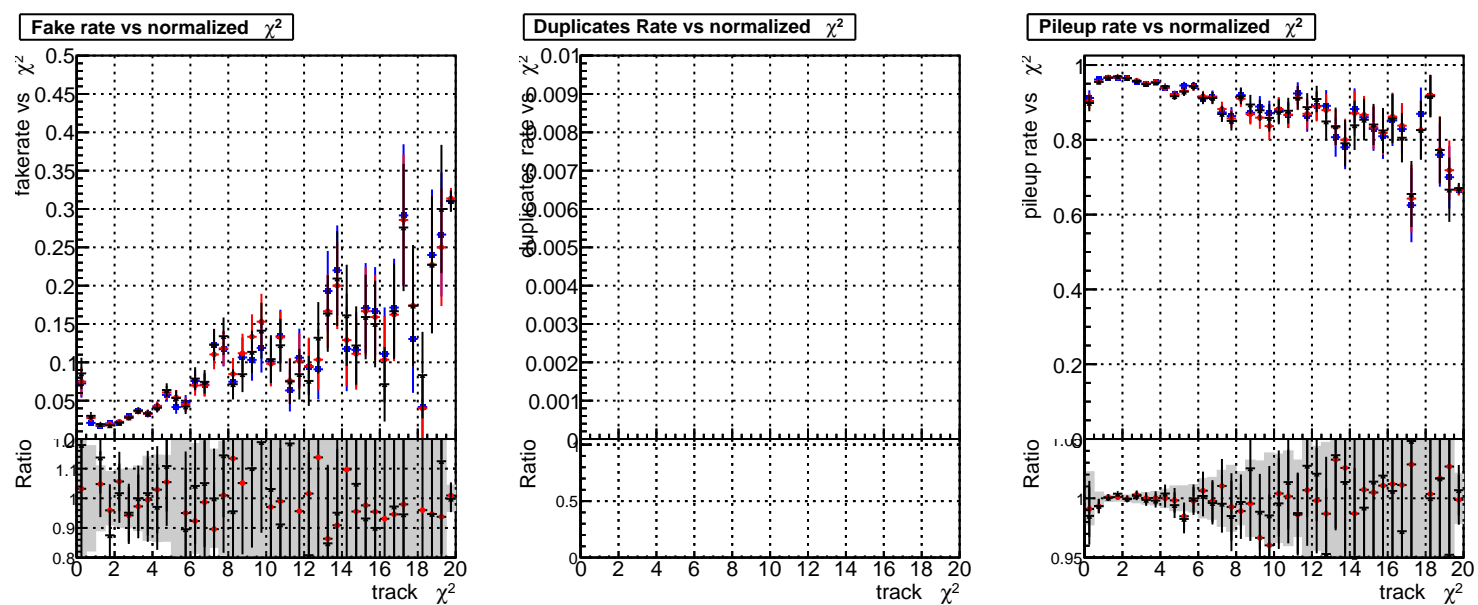 Fake rate vs normalized χ²
fakerate vs χ²
0.5
0.45
0.4
0.35
0.3
0.25
0.2
0.15
0.1
0.05
Ratio
1.1
1
0.9
0.8
0 2 4 6 8 10 12 14 16 18 20
track χ²
Duplicates Rate vs normalized χ²
duplicates rate vs χ²
0.01
0.009
0.008
0.007
0.006
0.005
0.004
0.003
0.002
0.001
0
Ratio
0.5
0
0 2 4 6 8 10 12 14 16 18 20
track χ²
Pileup rate vs normalized χ²
pileup rate vs χ²
1
0.8
0.6
0.4
0.2
Ratio
1
0.95
0 2 4 6 8 10 12 14 16 18 20
track χ²